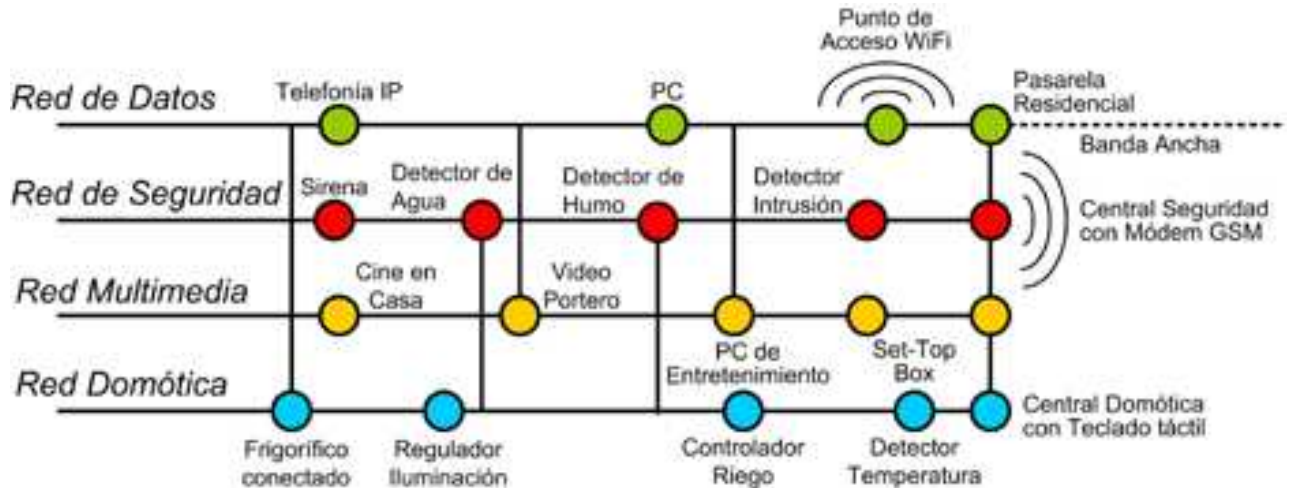 Punto de
Acceso WiFi
Red de Datos
Telefonía IP
PC
Pasarela
Residencial
Banda Ancha
Red de Seguridad
Sirena
Detector de
Agua
Detector de
Humo
Detector
Intrusión
Central Seguridad
con Módem GSM
Red Multimedia
Cine en
Casa
Video
Portero
PC de
Entretenimiento
Set-Top
Box
Red Domótica
Central Domótica
con Teclado táctil
Frigorífico
conectado
Regulador
Iluminación
Controlador
Riego
Detector
Temperatura